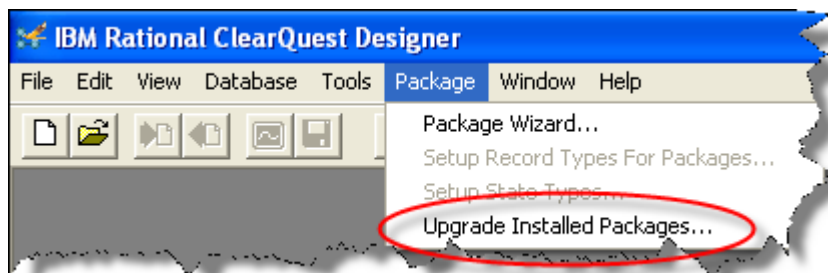 IBM Rational ClearQuest Designer
File Edit View Database Tools Package Window Help
Package Wizard...
Setup Record Types For Packages...
Setup State Types...
Upgrade Installed Packages...